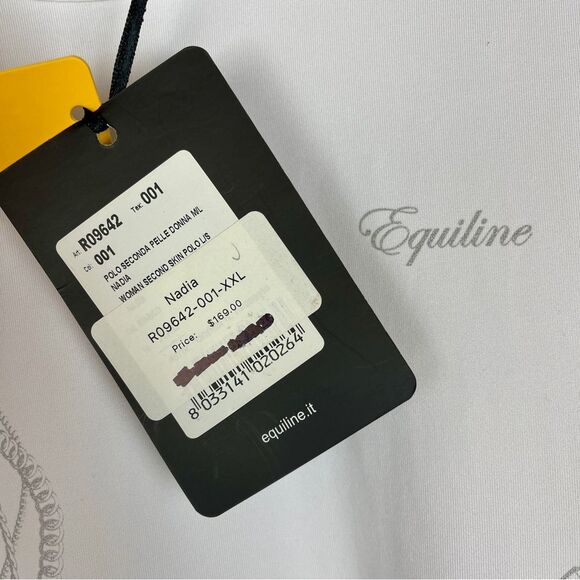 Art. R09642 Tex. 001
Col. 001
POLO SECONDA PELLE DONNA M/L
NADIA
WOMAN SECOND SKIN POLO L/S
Nadia
R09642-001-XXL
Price: $169.00
8 033141 020264
equiline.it
Equiline